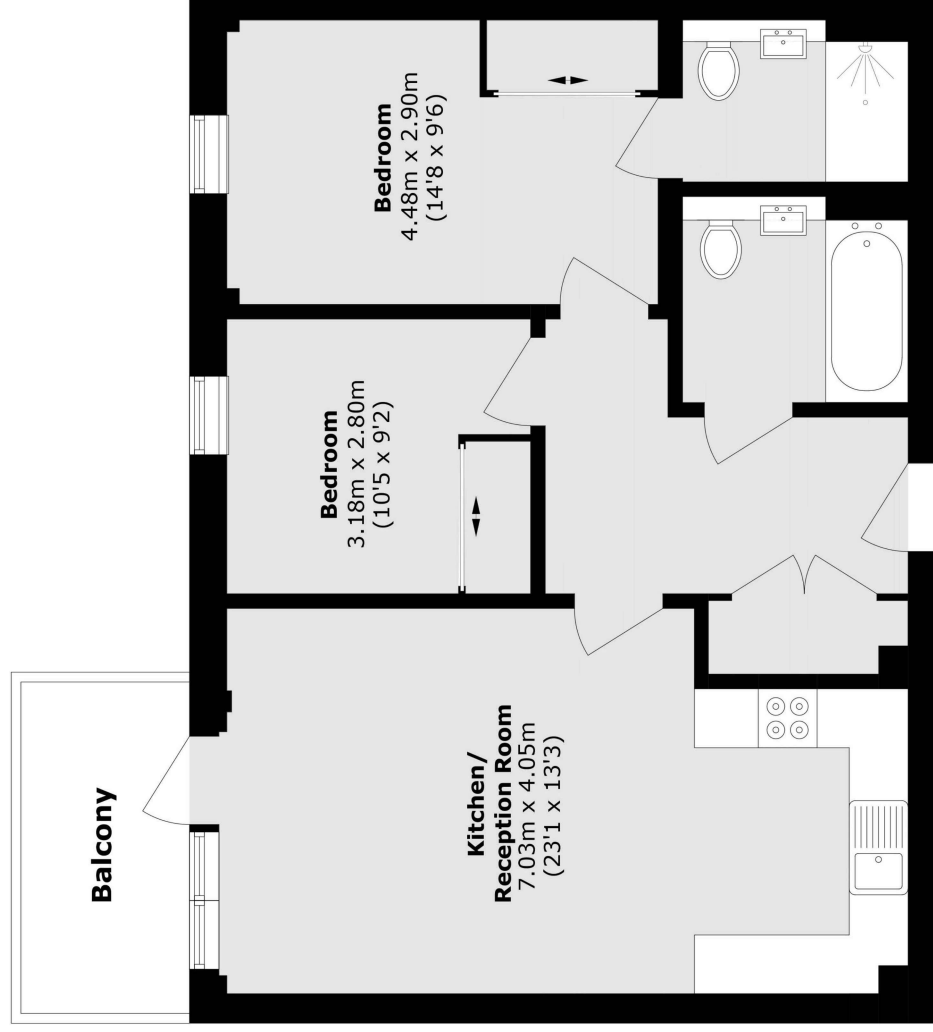 Bedroom
4.48m x 2.90m
(14'8 x 9'6)
Bedroom
3.18m x 2.80m
(10'5 x 9'2)
Kitchen/
Reception Room
7.03m x 4.05m
(23'1 x 13'3)
Balcony